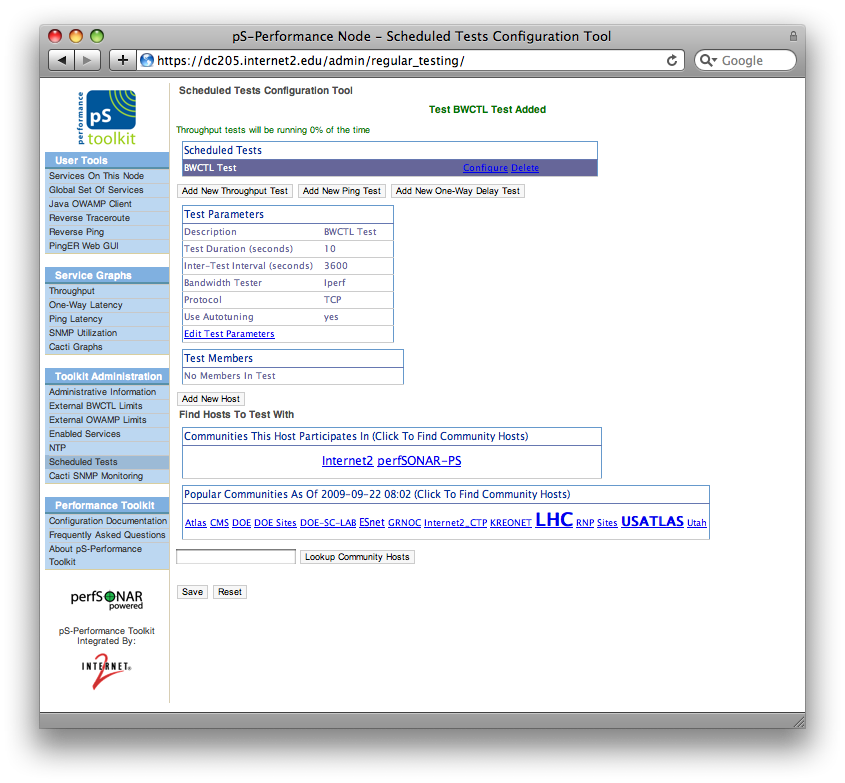 pS-Performance Node – Scheduled Tests Configuration Tool
https://dc205.internet2.edu/admin/regular_testing/
Google
performance
pS
toolkit
User Tools
Services On This Node
Global Set Of Services
Java OWAMP Client
Reverse Traceroute
Reverse Ping
PingER Web GUI
Service Graphs
Throughput
One-Way Latency
Ping Latency
SNMP Utilization
Cacti Graphs
Toolkit Administration
Administrative Information
External BWCTL Limits
External OWAMP Limits
Enabled Services
NTP
Scheduled Tests
Cacti SNMP Monitoring
Performance Toolkit
Configuration Documentation
Frequently Asked Questions
About pS-Performance
Toolkit
perfSONAR
powered
pS-Performance Toolkit
Integrated By:
INTERNET
2
Scheduled Tests Configuration Tool
Test BWCTL Test Added
Throughput tests will be running 0% of the time
Scheduled Tests
BWCTL Test Configure Delete
Add New Throughput Test Add New Ping Test Add New One-Way Delay Test
Test Parameters
Description BWCTL Test
Test Duration (seconds) 10
Inter-Test Interval (seconds) 3600
Bandwidth Tester Iperf
Protocol TCP
Use Autotuning yes
Edit Test Parameters
Test Members
No Members In Test
Add New Host
Find Hosts To Test With
Communities This Host Participates In (Click To Find Community Hosts)
Internet2 perfSONAR-PS
Popular Communities As Of 2009-09-22 08:02 (Click To Find Community Hosts)
Atlas CMS DOE DOE Sites DOE-SC-LAB ESnet GRNOC Internet2_CTP KREONET LHC RNP Sites USATLAS Utah
Lookup Community Hosts
Save Reset